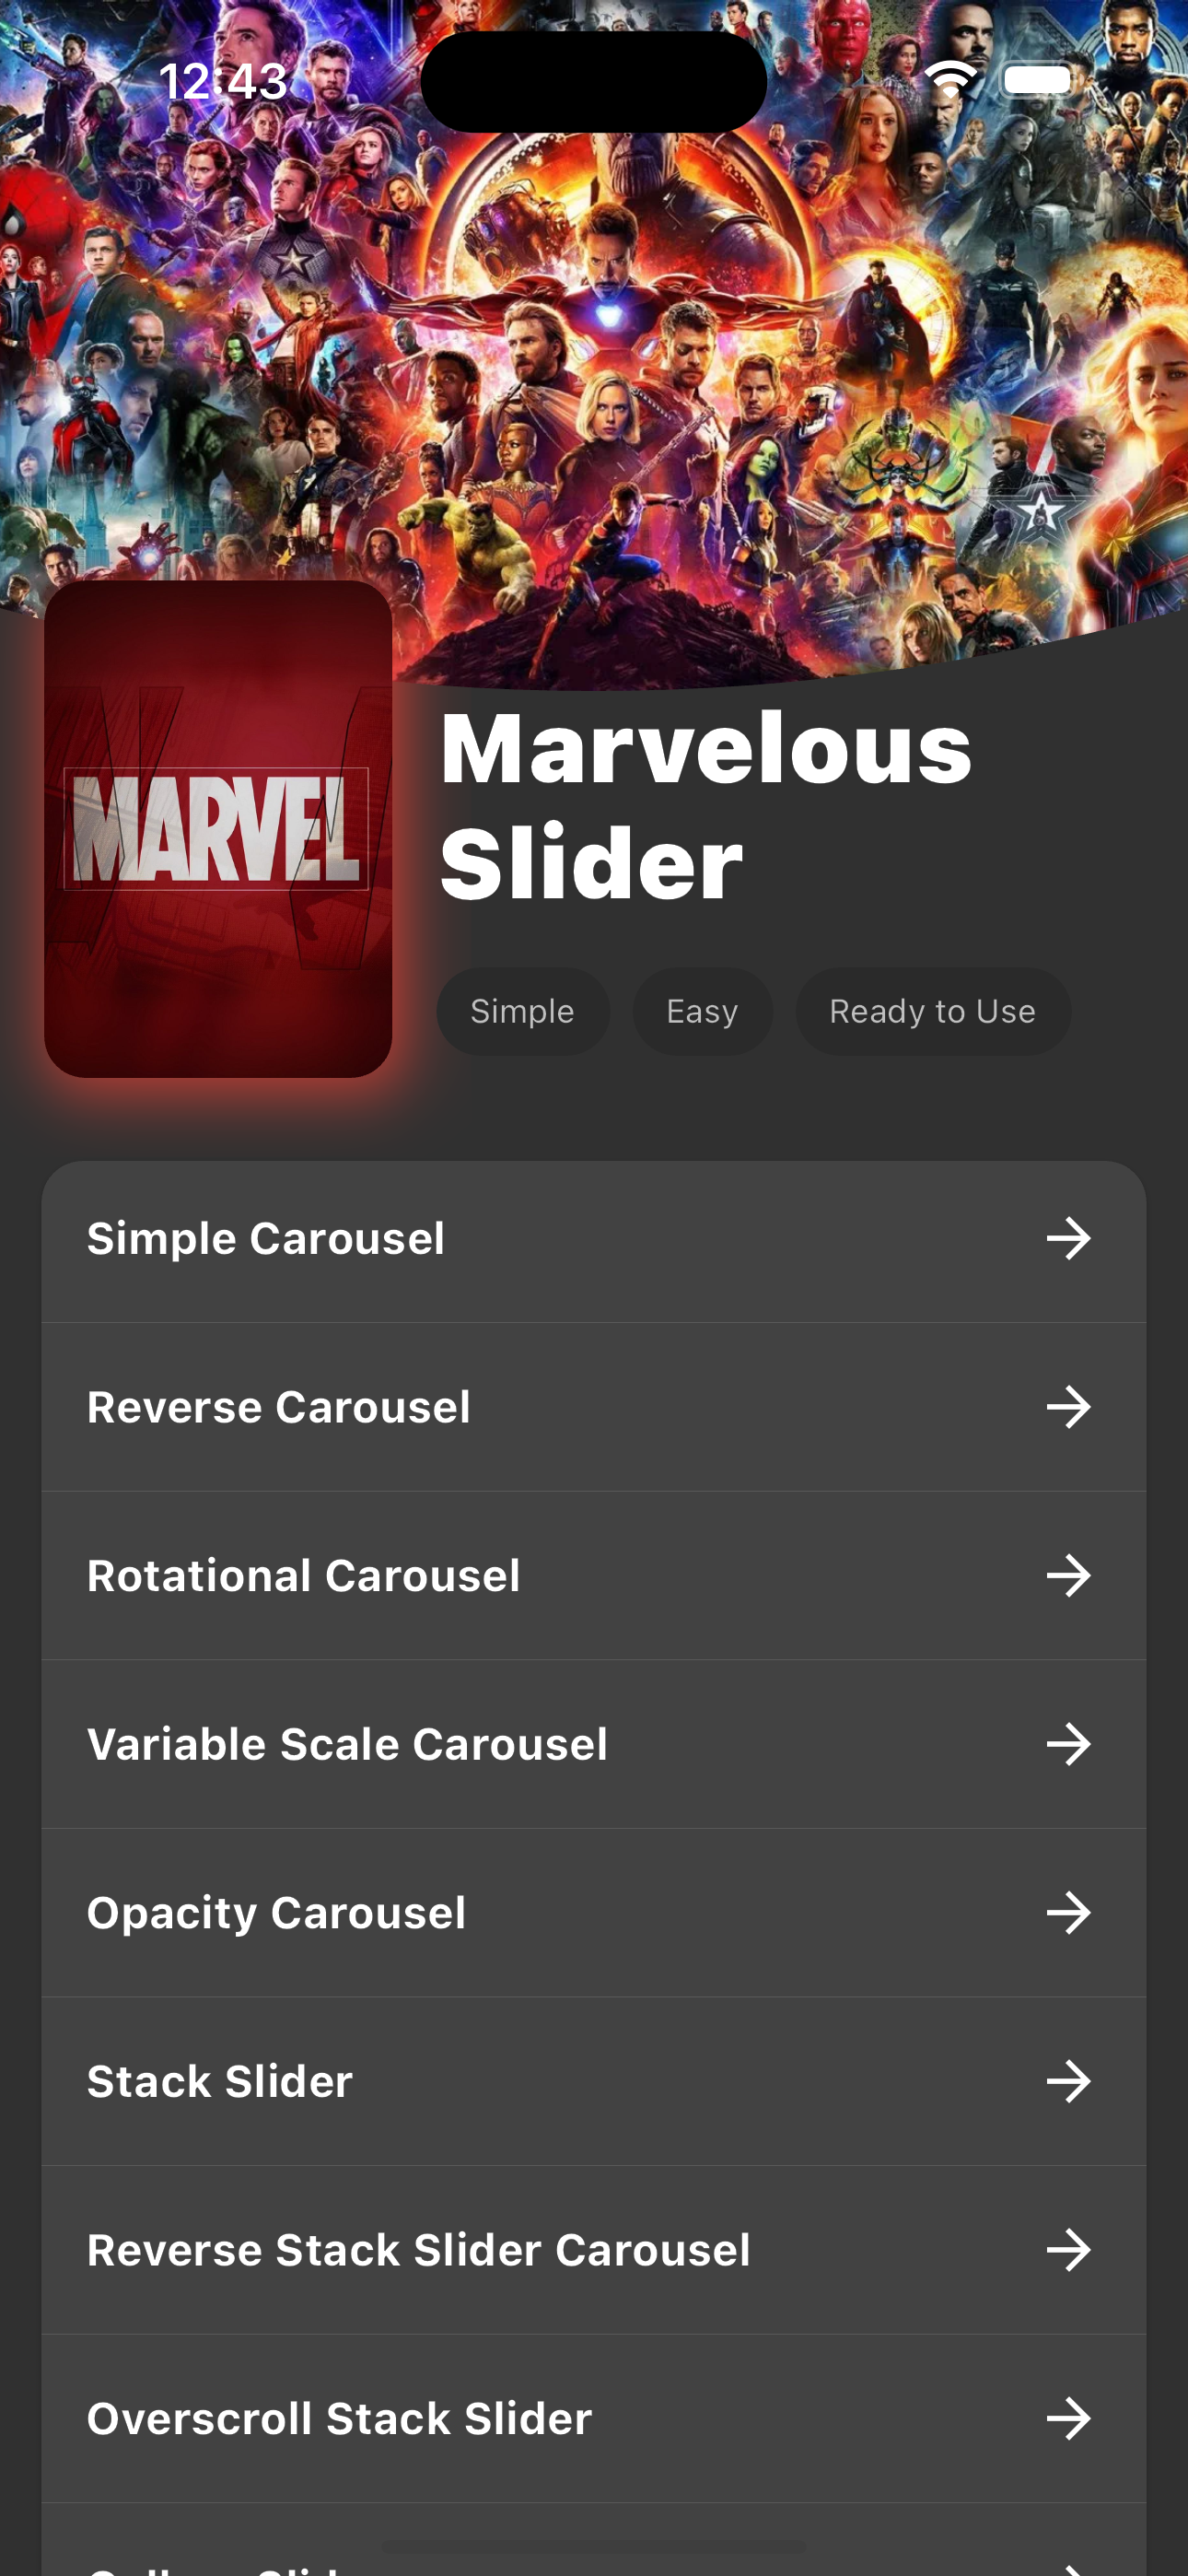 12:43
MARVEL
Marvelous
Slider
Simple Easy Ready to Use
Simple Carousel
Reverse Carousel
Rotational Carousel
Variable Scale Carousel
Opacity Carousel
Stack Slider
Reverse Stack Slider Carousel
Overscroll Stack Slider